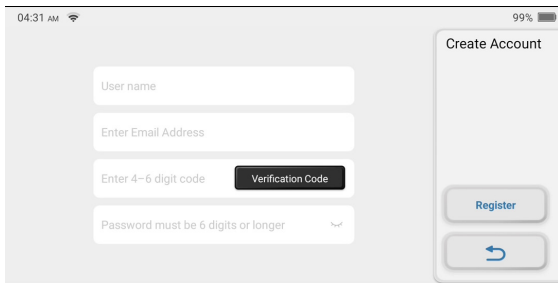 04:31 AM
99%
Create Account
User name
Enter Email Address
Enter 4-6 digit code
Verification Code
Password must be 6 digits or longer
Register